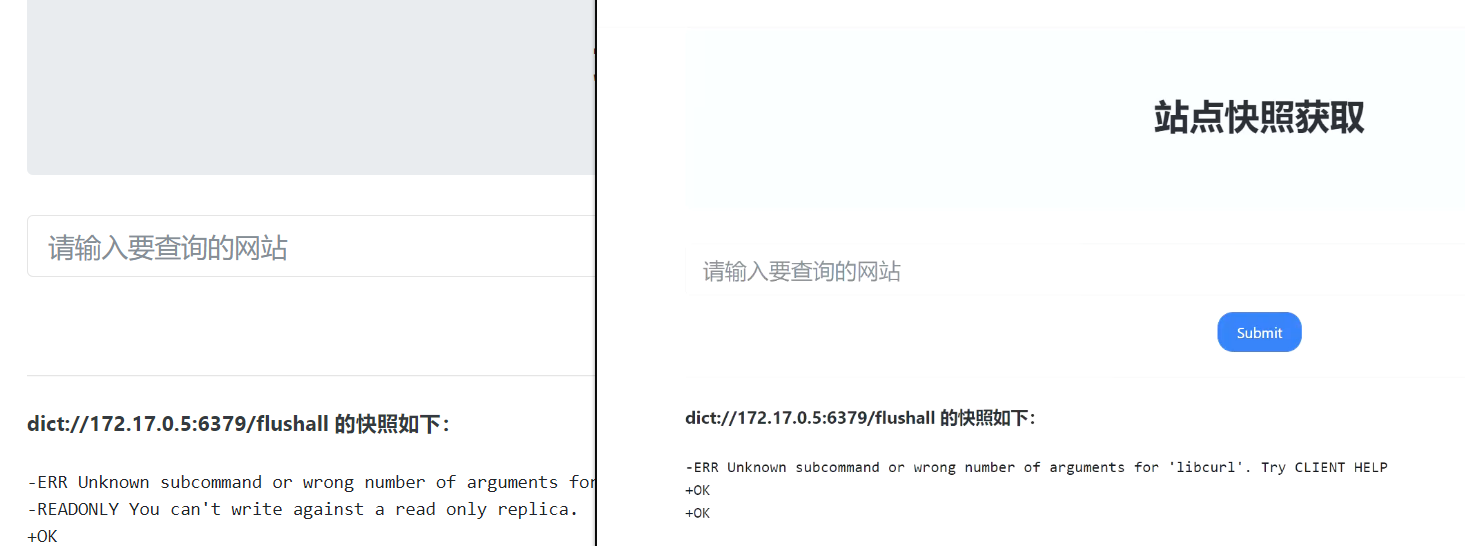 请输入要查询的网站
dict://172.17.0.5:6379/flushall 的快照如下：
-ERR Unknown subcommand or wrong number of arguments for
-READONLY You can't write against a read only replica.
+OK
站点快照获取
请输入要查询的网站
Submit
dict://172.17.0.5:6379/flushall 的快照如下：
-ERR Unknown subcommand or wrong number of arguments for 'libcurl'. Try CLIENT HELP
+OK
+OK